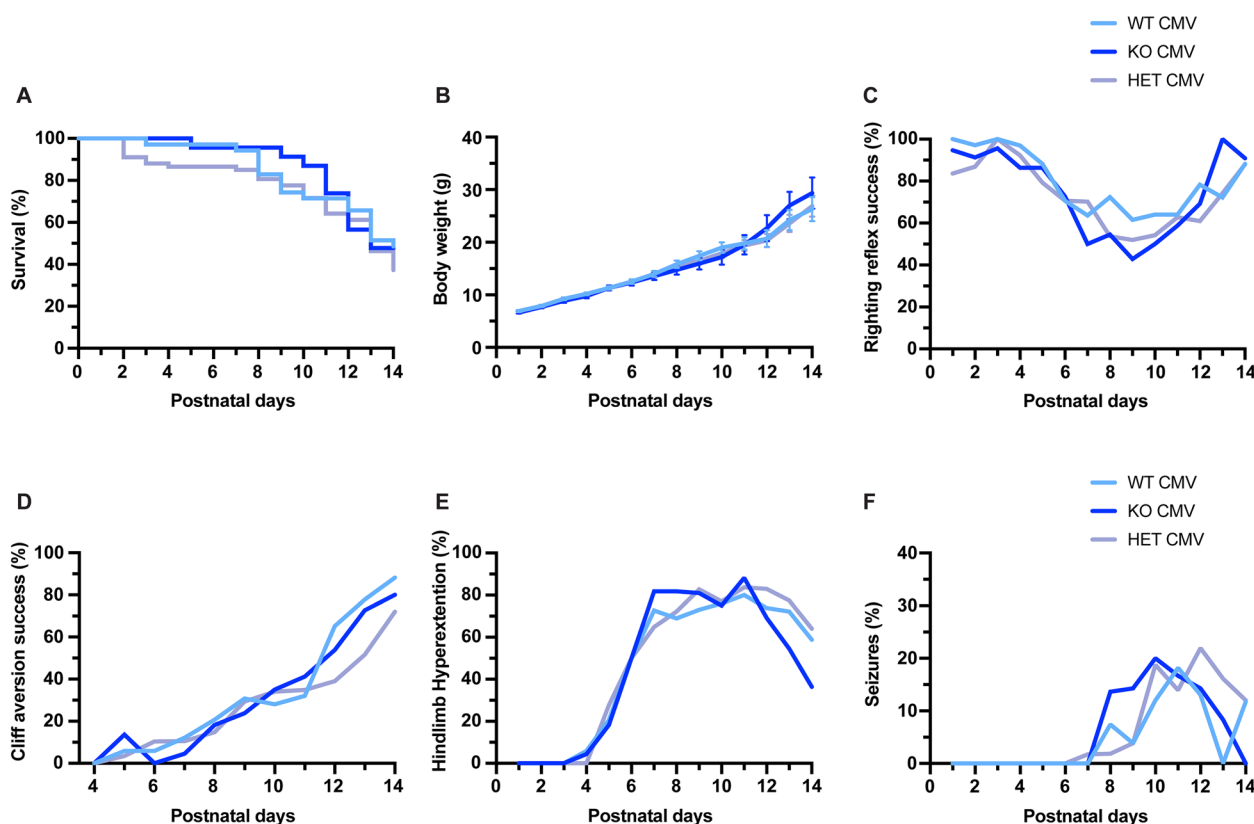 WT CMV
KO CMV
HET CMV
A
B
C
Survival (%)
100
80
60
40
20
0
0 2 4 6 8 10 12 14
Postnatal days
Body weight (g)
40
30
20
10
0
0 2 4 6 8 10 12 14
Postnatal days
Righting reflex success (%)
100
80
60
40
20
0
0 2 4 6 8 10 12 14
Postnatal days
WT CMV
KO CMV
HET CMV
D
E
F
Cliff aversion success (%)
100
80
60
40
20
0
4 6 8 10 12 14
Postnatal days
Hindlimb Hyperextention (%)
100
80
60
40
20
0
0 2 4 6 8 10 12 14
Postnatal days
Seizures (%)
40
30
20
10
0
0 2 4 6 8 10 12 14
Postnatal days